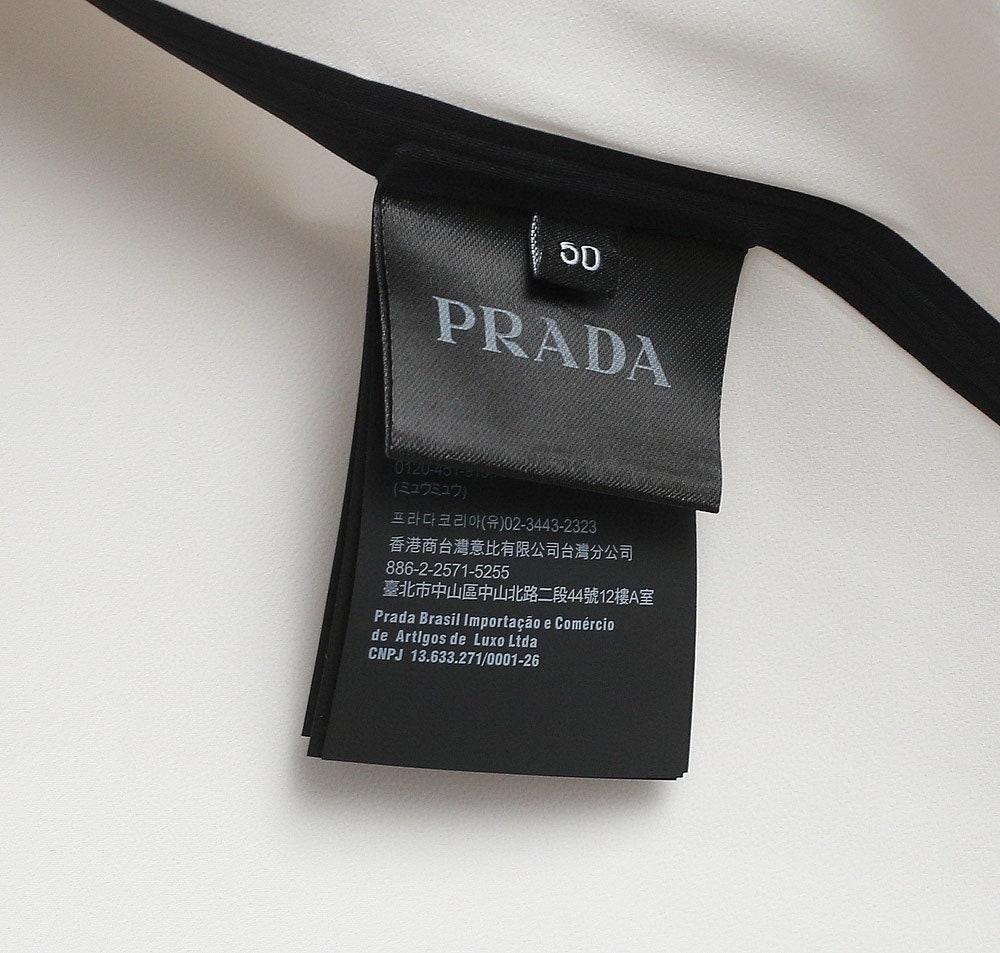 50
PRADA
(ミュウミュウ)
프라다코리아(유)02-3443-2323
香港商台灣意比有限公司台灣分公司
886-2-2571-5255
臺北市中山區中山北路二段44號12樓A室
Prada Brasil Importação e Comércio
de Artigos de Luxo Ltda
CNPJ 13.633.271/0001-26